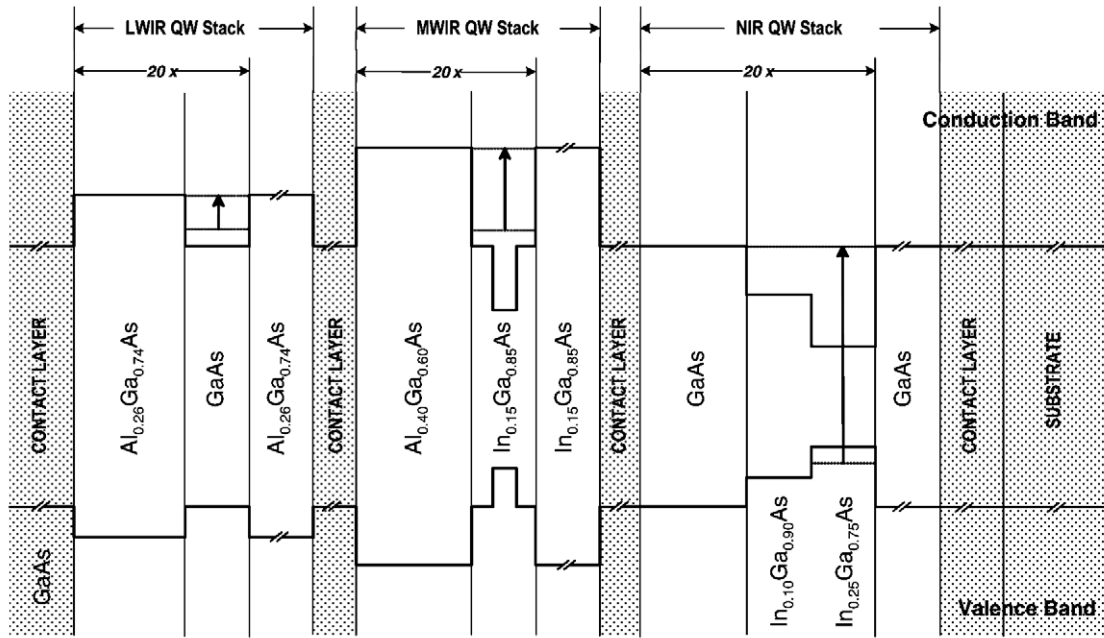 LWIR QW Stack
MWIR QW Stack
NIR QW Stack
20 x
20 x
20 x
Conduction Band
CONTACT LAYER
Al0.26Ga0.74As
GaAs
Al0.26Ga0.74As
CONTACT LAYER
Al0.40Ga0.60As
In0.15Ga0.85As
In0.15Ga0.85As
CONTACT LAYER
GaAs
In0.10Ga0.90As
In0.25Ga0.75As
GaAs
CONTACT LAYER
SUBSTRATE
GaAs
Valence Band